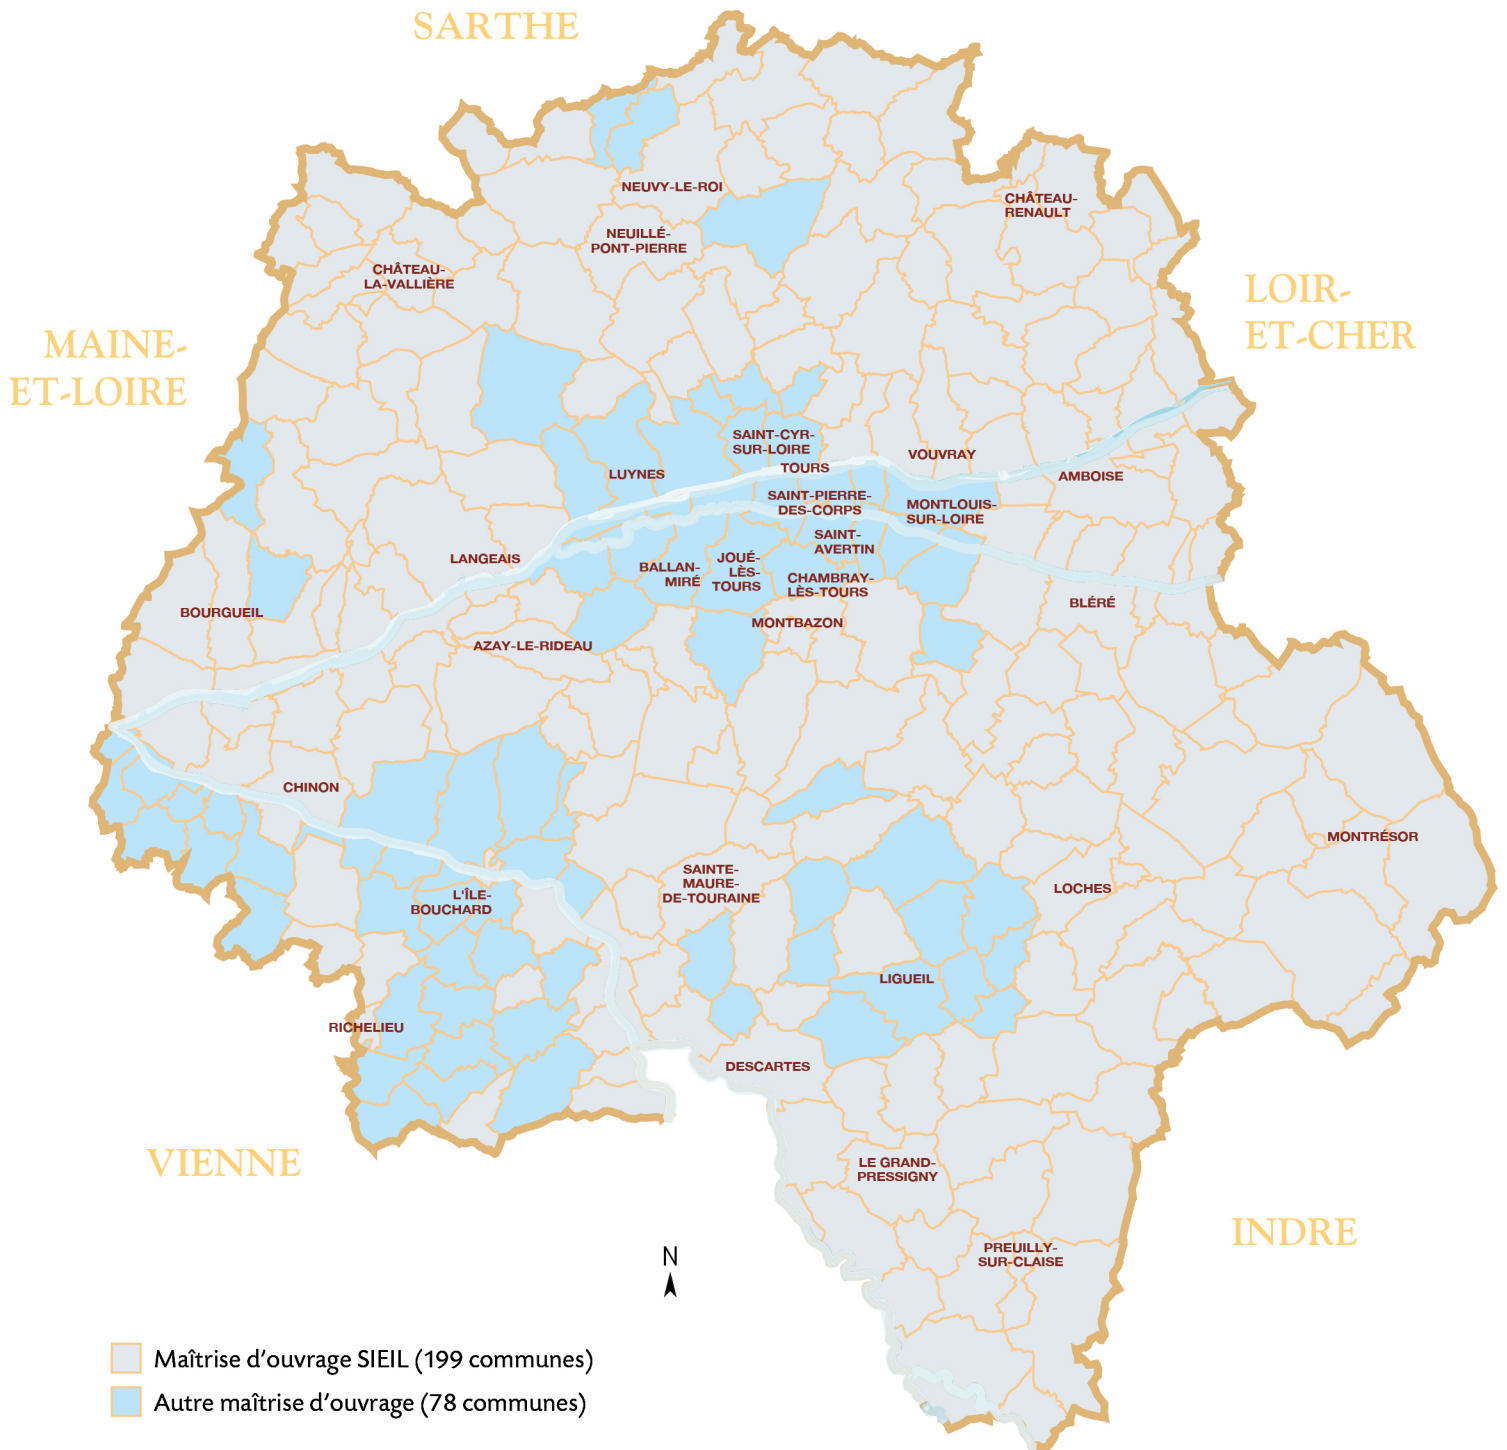 SARTHE
NEUVY-LE-ROI
CHÂTEAU-
RENAULT
NEUILLÉ-
PONT-PIERRE
CHÂTEAU-
LA-VALLIÈRE
LOIR-
ET-CHER
MAINE-
ET-LOIRE
SAINT-CYR-
SUR-LOIRE
VOUVRAY
TOURS
LUYNES
AMBOISE
SAINT-PIERRE-
DES-CORPS
MONTLOUIS-
SUR-LOIRE
SAINT-
AVERTIN
LANGEAIS
JOUÉ-
LÈS-
TOURS
BALLAN-
MIRÉ
CHAMBRAY-
LÈS-TOURS
BLÉRÉ
BOURGUEIL
MONTBAZON
AZAY-LE-RIDEAU
CHINON
MONTRÉSOR
SAINTE-
MAURE-
DE-TOURAINE
LOCHES
L'ÎLE-
BOUCHARD
LIGUEIL
RICHELIEU
DESCARTES
VIENNE
LE GRAND-
PRESSIGNY
INDRE
PREUILLY-
SUR-CLAISE
N
Maîtrise d'ouvrage SIEIL (199 communes)
Autre maîtrise d'ouvrage (78 communes)